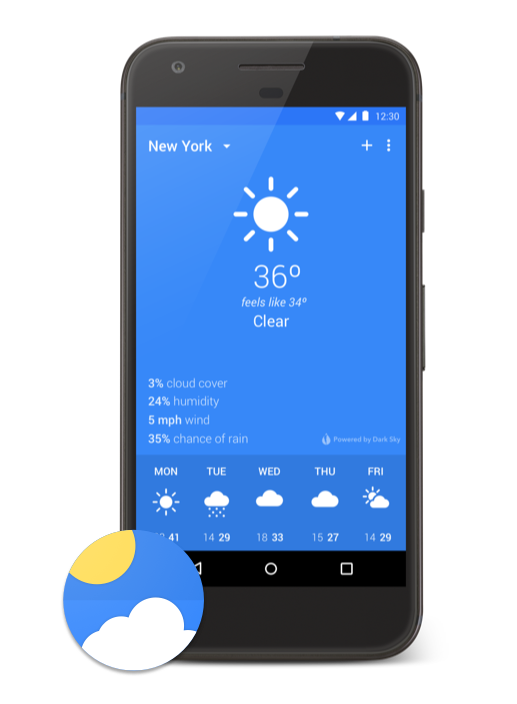 12:30
New York
36º
feels like 34º
Clear
3% cloud cover
24% humidity
5 mph wind
35% chance of rain
Powered by Dark Sky
MON TUE WED THU FRI
41 14 29 18 33 15 27 14 29